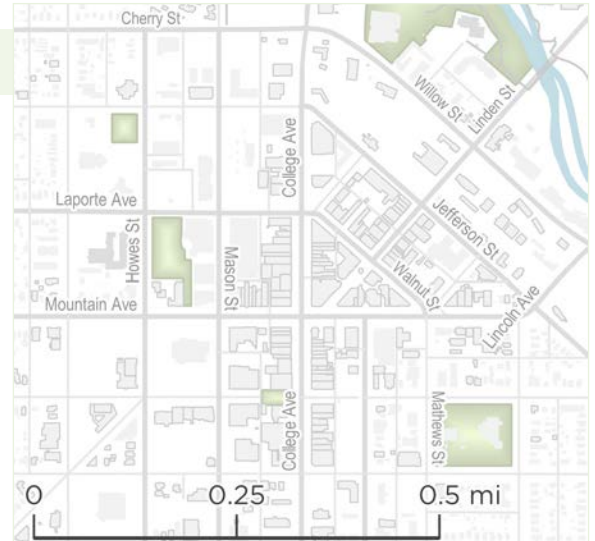 Cherry St
Willow St
Linden St
College Ave
Laporte Ave
Howes St
Mason St
Jefferson St
Walnut St
Mountain Ave
Lincoln Ave
College Ave
Mathews St
0 0.25 0.5 mi